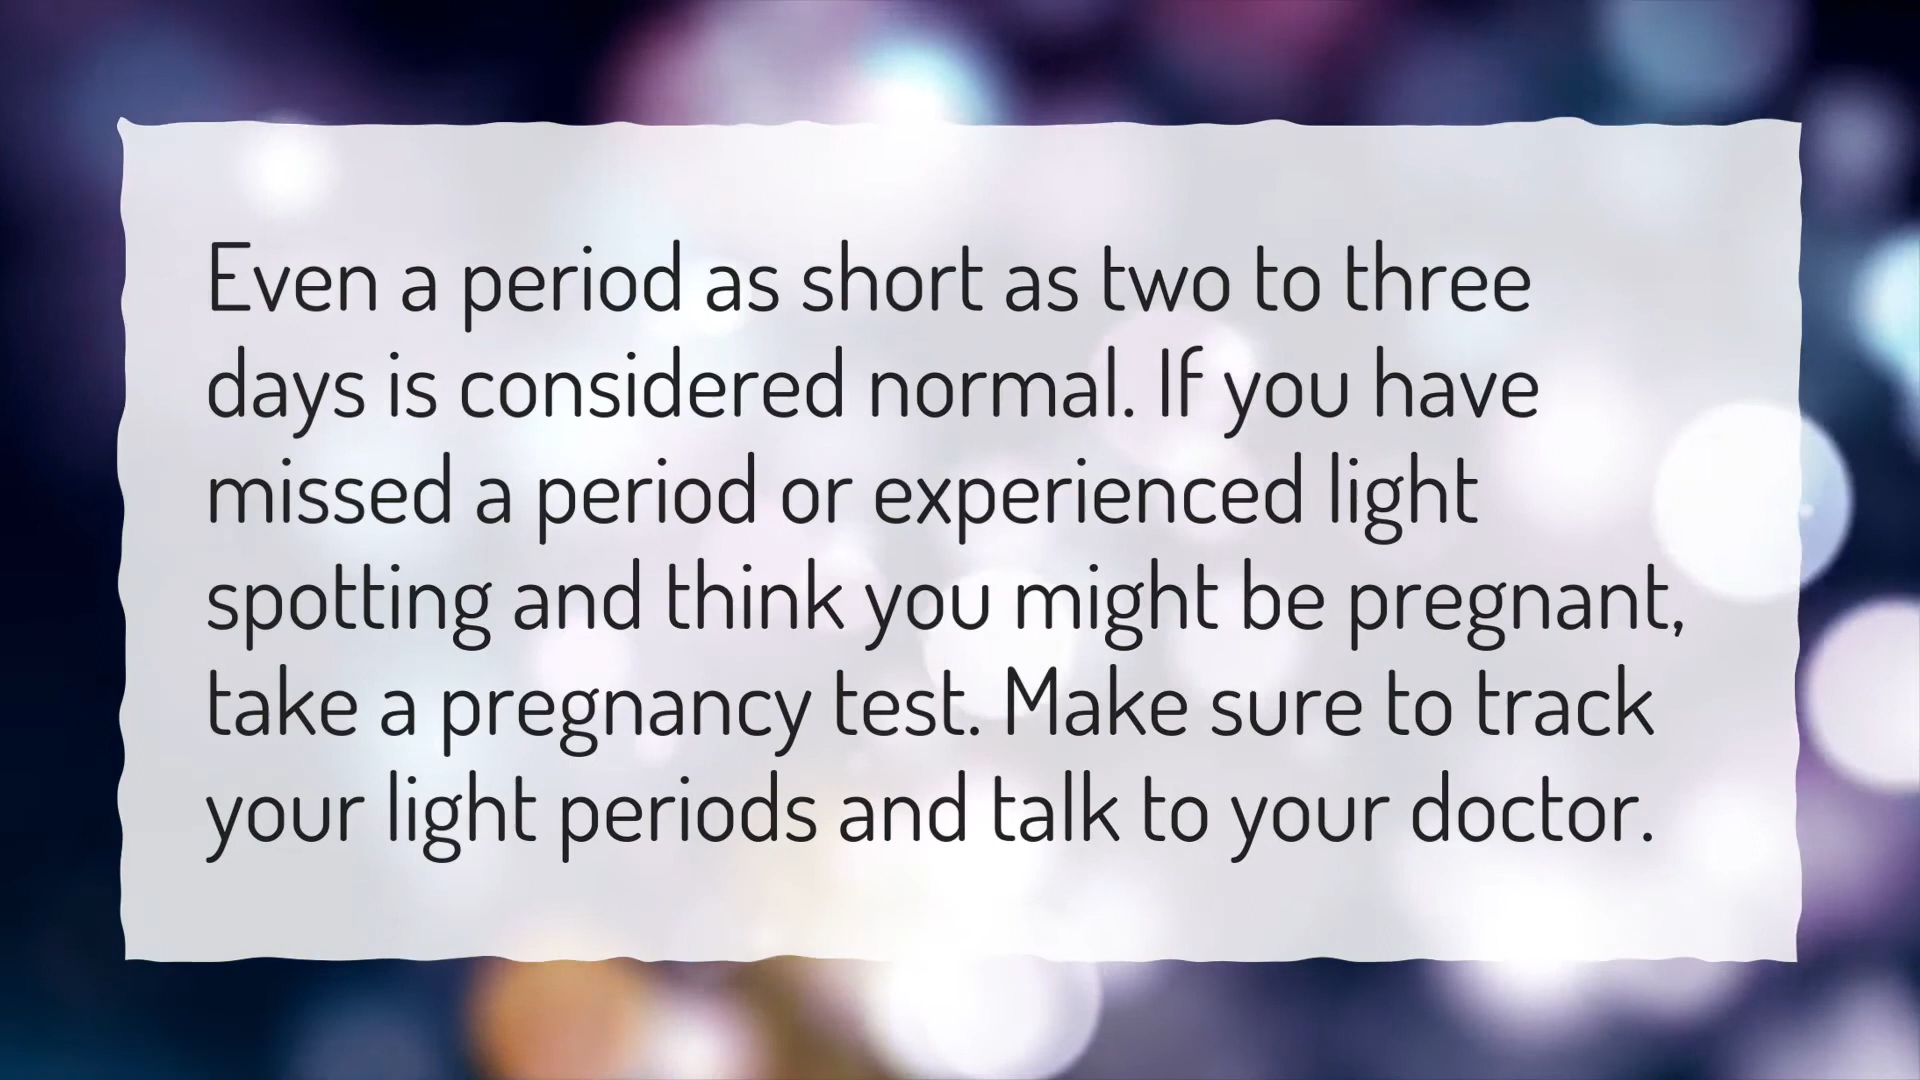 Even a period as short as two to three
days is considered normal. If you have
missed a period or experienced light
spotting and think you might be pregnant,
take a pregnancy test. Make sure to track
your light periods and talk to your doctor.